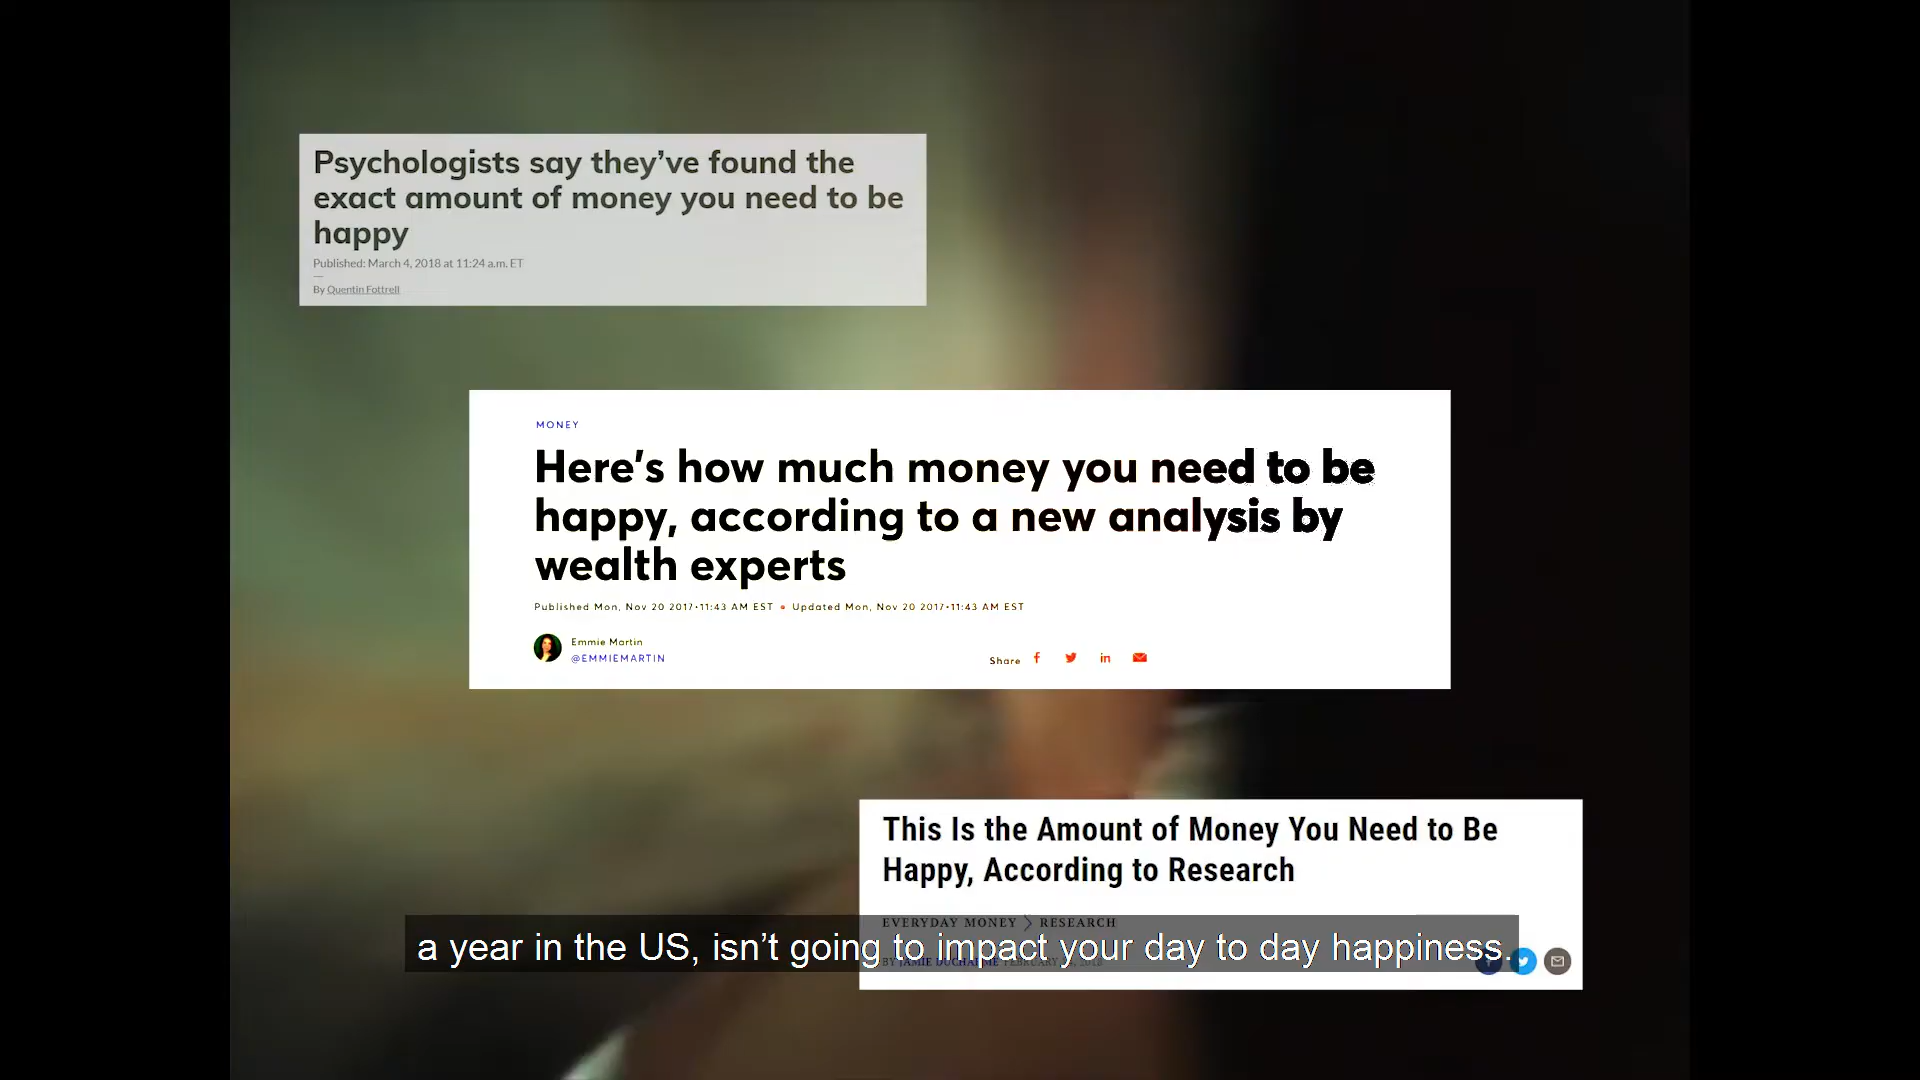 Psychologists say they've found the
exact amount of money you need to be
happy
Published: March 4, 2018 at 11:24 a.m. ET
By Quentin Fottrell
MONEY
Here's how much money you need to be
happy, according to a new analysis by
wealth experts
Published Mon, Nov 20 2017 • 11:43 AM EST • Updated Mon, Nov 20 2017 • 11:43 AM EST
Emmie Martin
@EMMIEMARTIN
Share
This Is the Amount of Money You Need to Be
Happy, According to Research
EVERYDAY MONEY > RESEARCH
BY JAMIE DUCHARME FEBRUARY
a year in the US, isn't going to impact your day to day happiness.